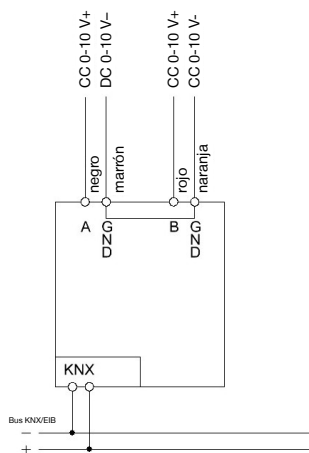 CC 0-10 V+
DC 0-10 V–
CC 0-10 V+
CC 0-10 V-
negro
marrón
rojo
naranja
A
GND
B
GND
KNX
Bus KNX/EIB
–
+